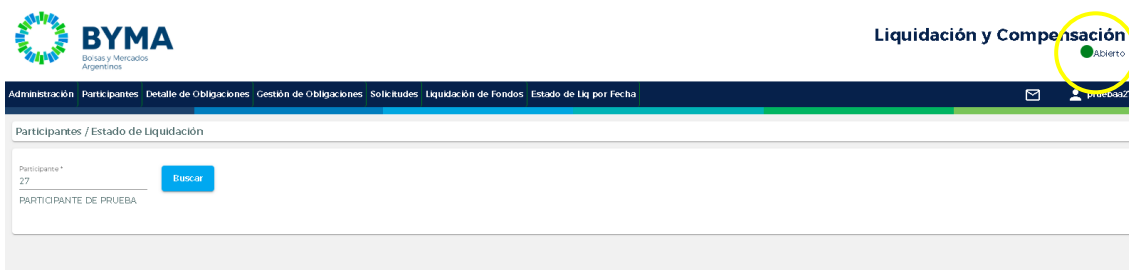 BYMA
Bolsas y Mercados
Argentinos
Liquidación y Compensación
Abierto
Administración Participantes Detalle de Obligaciones Gestión de Obligaciones Solicitudes Liquidación de Fondos Estado de Liq por Fecha pruebaa27
Participantes / Estado de Liquidación
Participante *
27
Buscar
PARTICIPANTE DE PRUEBA